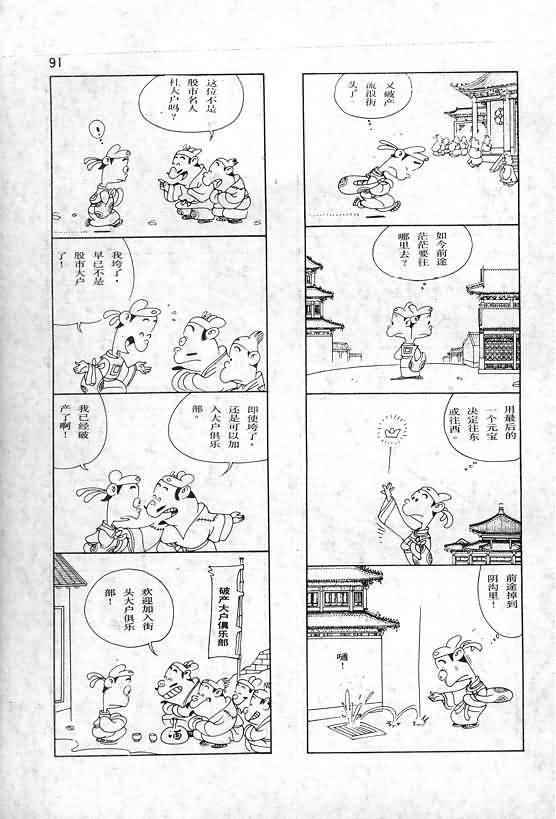 91
又破产
流浪街
头了。
如今前途
茫茫要往
哪里去？
用最后的
一个元宝
决定往东
或往西。
前途掉到
阴沟里！
嗵！
这位不是
股市名人
杜大户吗？
我垮了，
早已不是
股市大户
了！
即使垮了，
还是可以加
入大户俱乐
部。
我已经破
产了啊！
破产大户俱乐部
欢迎加入街
头大户俱乐
部！